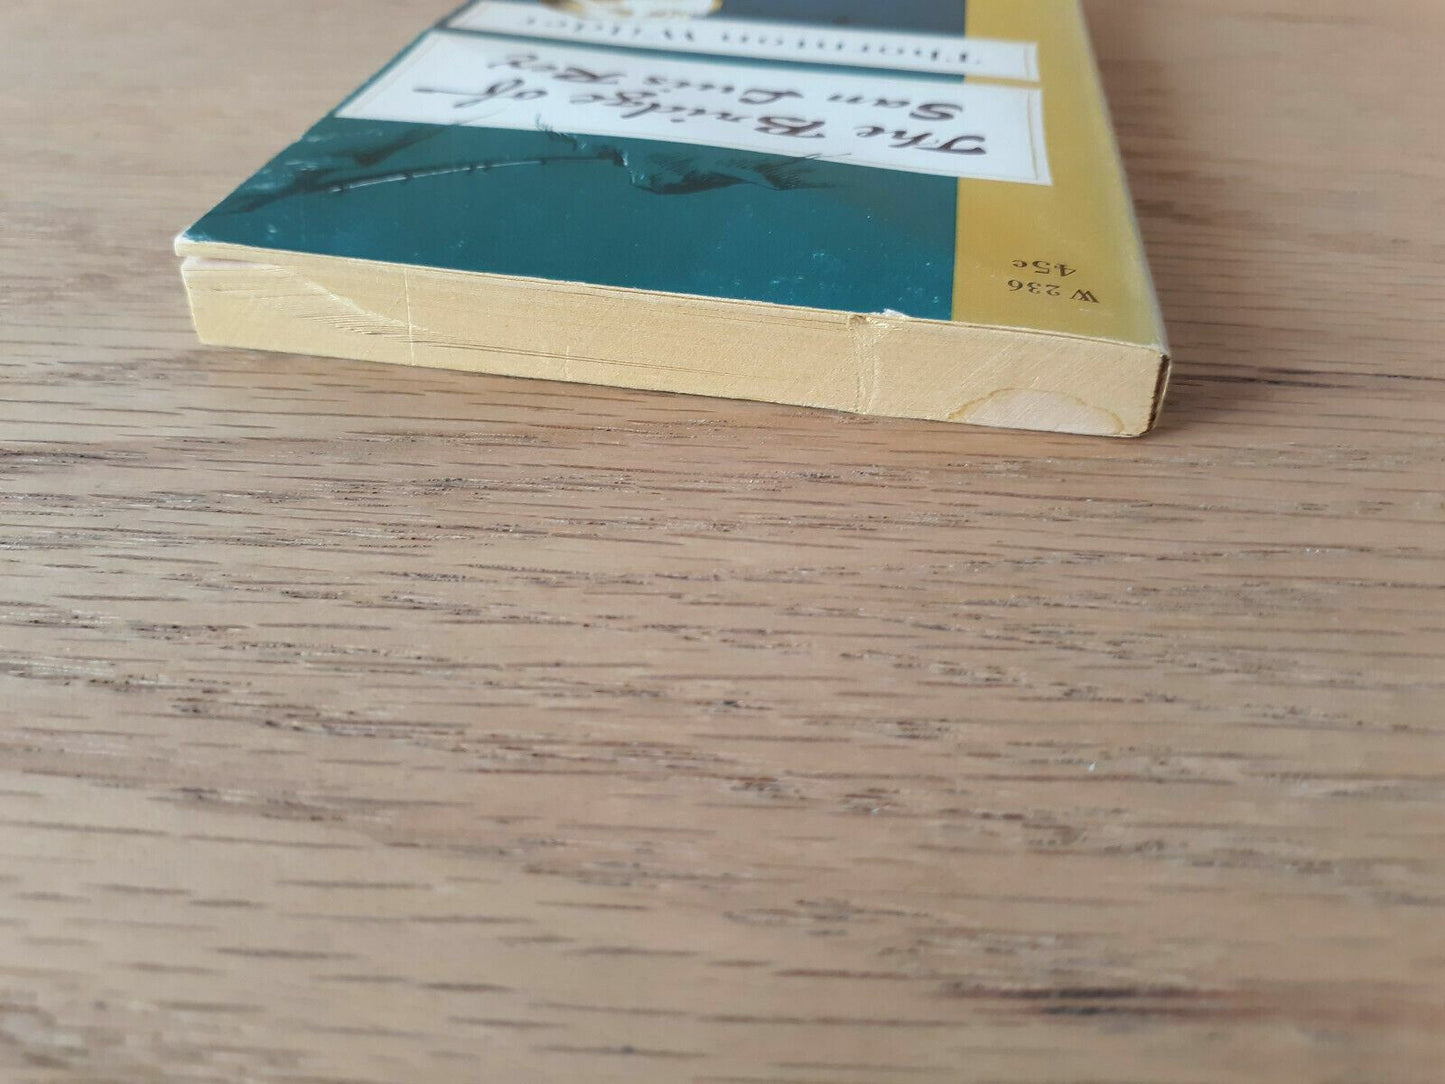 W 236
45c
The Bridge of
San Luis Rey
Thornton Wilder